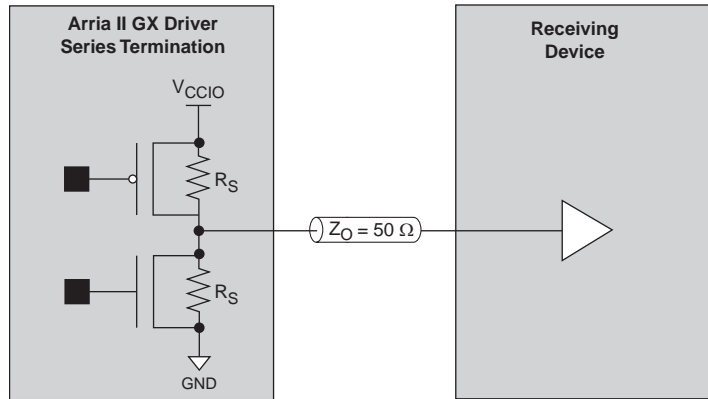 Arria II GX Driver
Series Termination
Receiving
Device
VCCIO
RS
ZO = 50 Ω
RS
GND